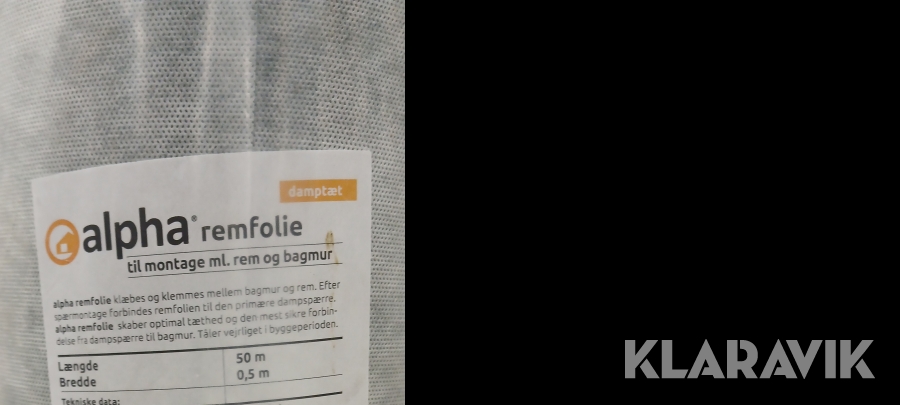 damptæt
alpha® remfolie
til montage ml. rem og bagmur
alpha remfolie klæbes og klemmes mellem bagmur og rem. Efter
spærmontage forbindes remfolien til den primære dampspærre.
alpha remfolie skaber optimal tæthed og den mest sikre forbin-
delse fra dampspærre til bagmur. Tåler vejrliget i byggeperioden.
Længde 50 m
Bredde 0,5 m
Tekniske data:
KLARAVIK